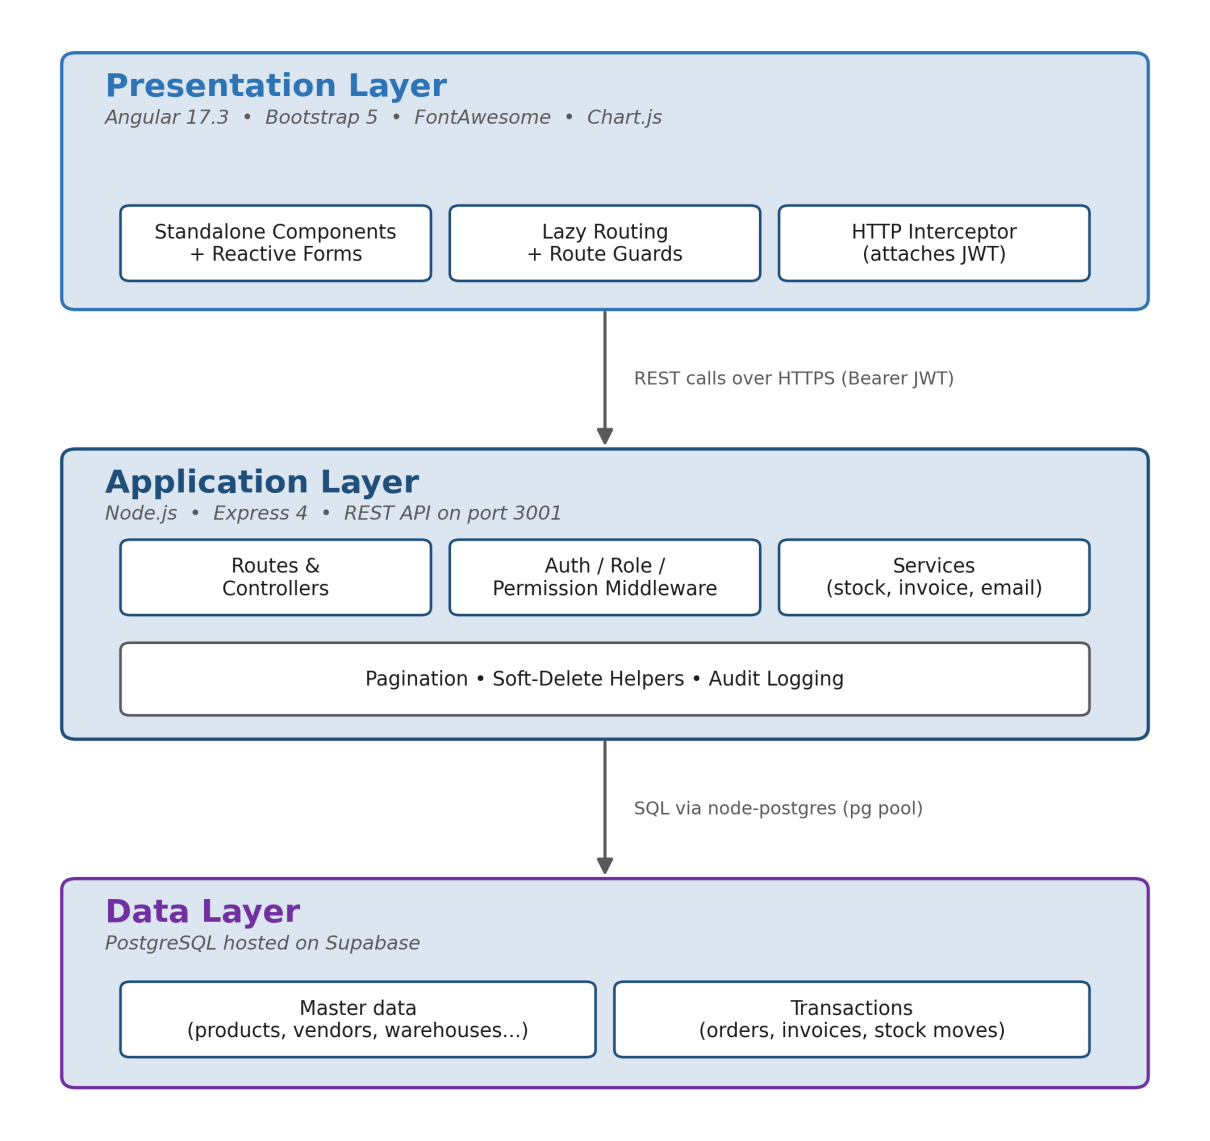 Presentation Layer
Angular 17.3 • Bootstrap 5 • FontAwesome • Chart.js
Standalone Components
+ Reactive Forms
Lazy Routing
+ Route Guards
HTTP Interceptor
(attaches JWT)
REST calls over HTTPS (Bearer JWT)
Application Layer
Node.js • Express 4 • REST API on port 3001
Routes &
Controllers
Auth / Role /
Permission Middleware
Services
(stock, invoice, email)
Pagination • Soft-Delete Helpers • Audit Logging
SQL via node-postgres (pg pool)
Data Layer
PostgreSQL hosted on Supabase
Master data
(products, vendors, warehouses...)
Transactions
(orders, invoices, stock moves)